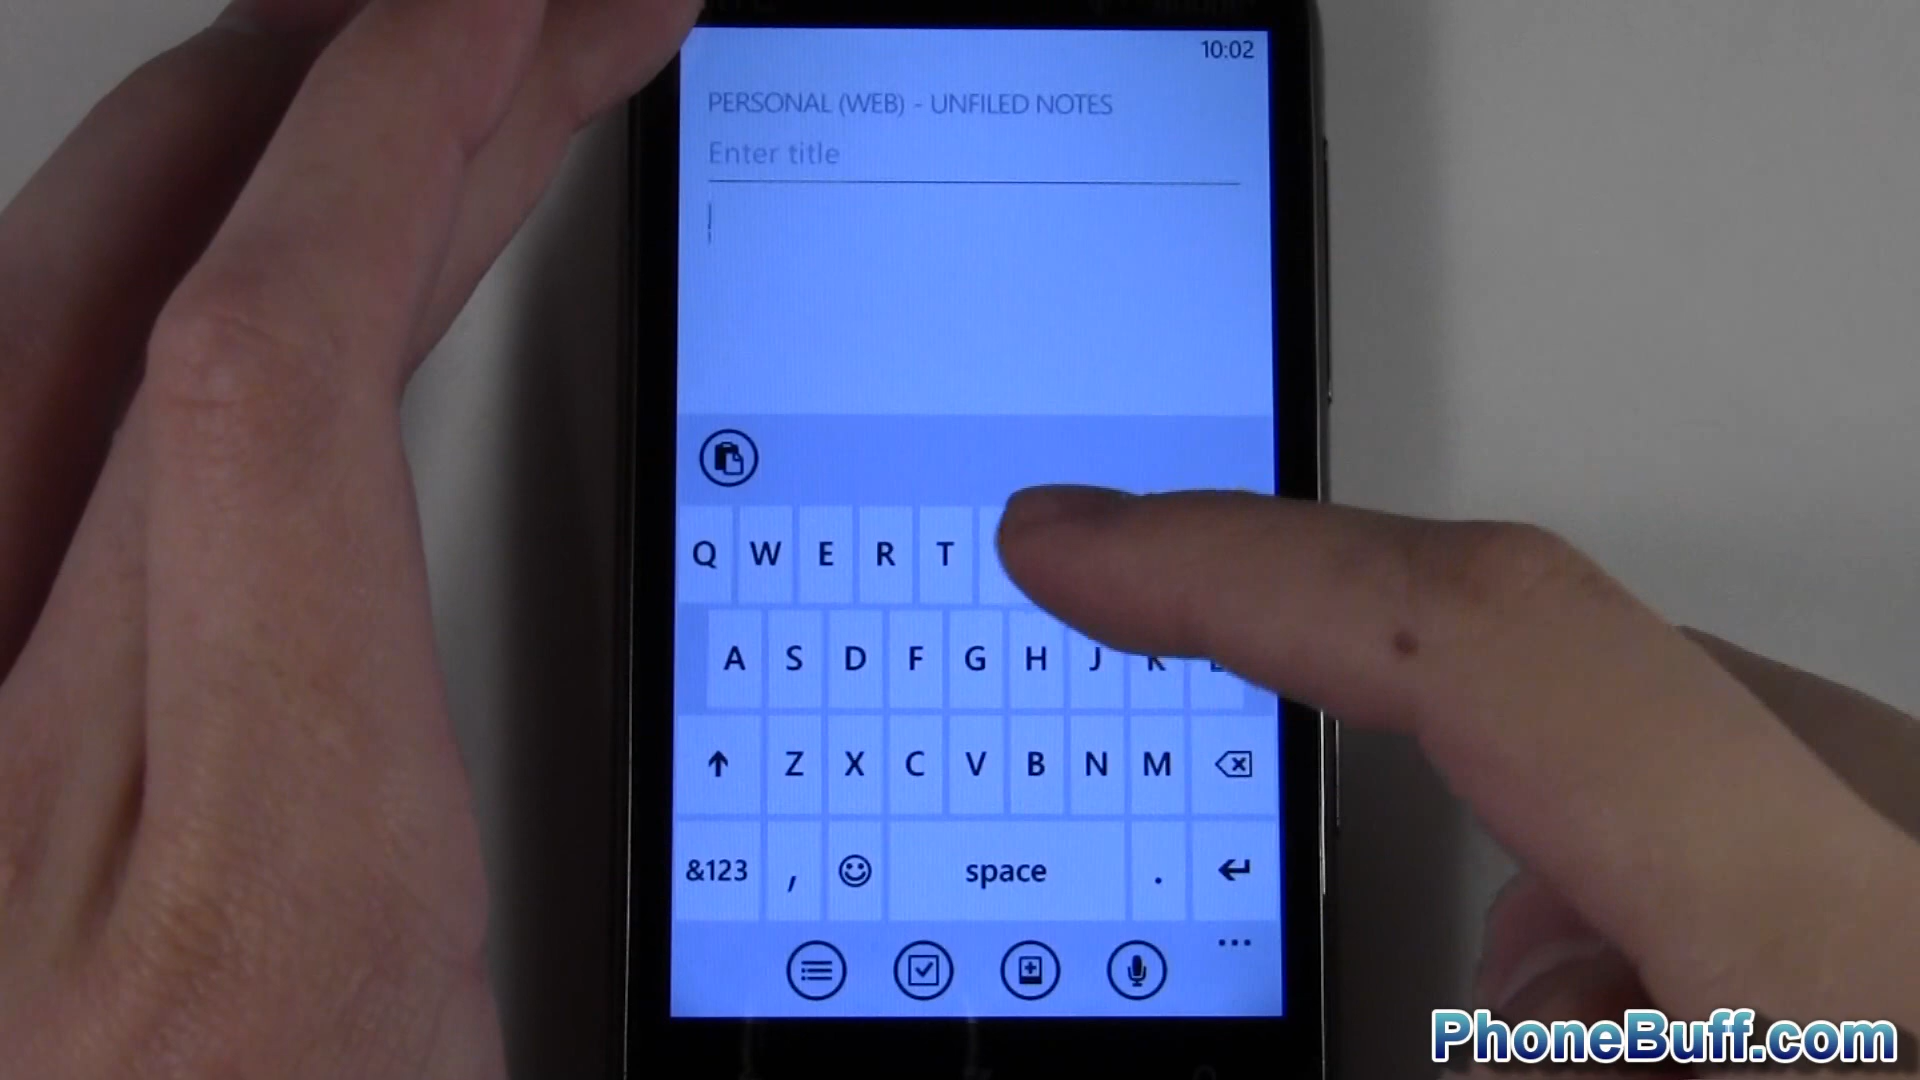 10:02
PERSONAL (WEB) - UNFILED NOTES
Enter title
Q W E R T
A S D F G H J K
Z X C V B N M
&123 , space .
PhoneBuff.com